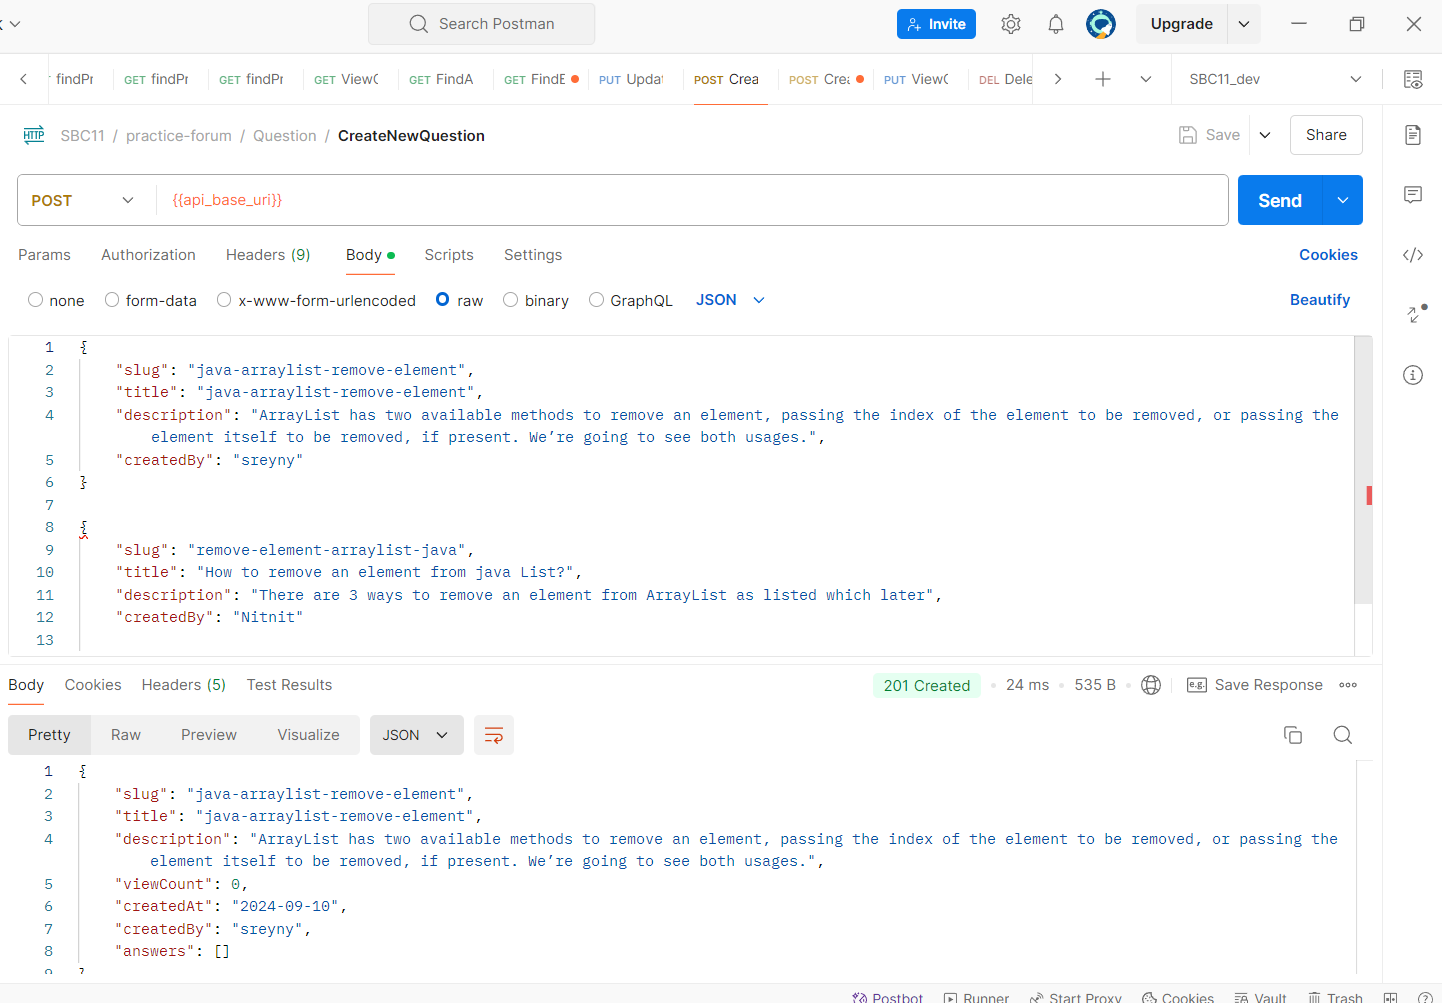 Search Postman
Invite
Upgrade
findPr
GET findPr
GET findPr
GET ViewC
GET FindA
GET FindE
PUT Updat
POST Crea
POST Crea
PUT ViewC
DEL Dele
SBC11_dev
HTTP SBC11 / practice-forum / Question / CreateNewQuestion
Save
Share
POST
{{api_base_uri}}
Send
Params
Authorization
Headers (9)
Body
Scripts
Settings
Cookies
none
form-data
x-www-form-urlencoded
raw
binary
GraphQL
JSON
Beautify
1 {
2 "slug": "java-arraylist-remove-element",
3 "title": "java-arraylist-remove-element",
4 "description": "ArrayList has two available methods to remove an element, passing the index of the element to be removed, or passing the
element itself to be removed, if present. We’re going to see both usages.",
5 "createdBy": "sreyny"
6 }
7
8 {
9 "slug": "remove-element-arraylist-java",
10 "title": "How to remove an element from java List?",
11 "description": "There are 3 ways to remove an element from ArrayList as listed which later",
12 "createdBy": "Nitnit"
13
Body
Cookies
Headers (5)
Test Results
201 Created
24 ms
535 B
e.g. Save Response
Pretty
Raw
Preview
Visualize
JSON
1 {
2 "slug": "java-arraylist-remove-element",
3 "title": "java-arraylist-remove-element",
4 "description": "ArrayList has two available methods to remove an element, passing the index of the element to be removed, or passing the
element itself to be removed, if present. We’re going to see both usages.",
5 "viewCount": 0,
6 "createdAt": "2024-09-10",
7 "createdBy": "sreyny",
8 "answers": []
9 }
Postbot
Runner
Start Proxy
Cookies
Vault
Trash